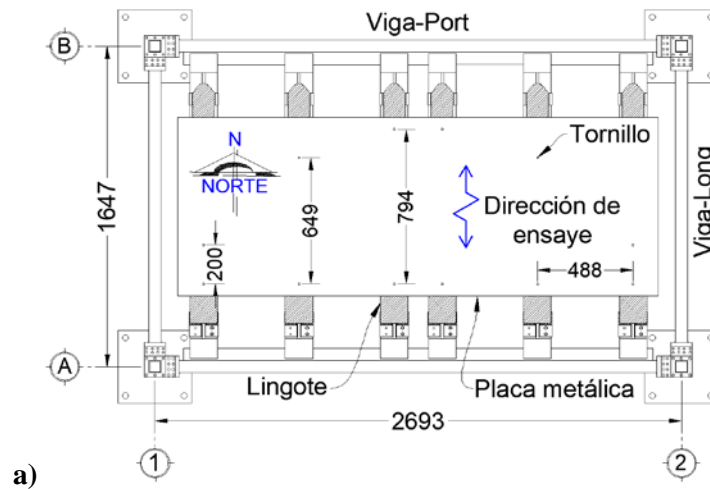 Viga-Port
B
Tornillo
N
NORTE
Viga-Long
1647
649
794
Dirección de
ensaye
200
488
A
Lingote
Placa metálica
2693
a)
1
2